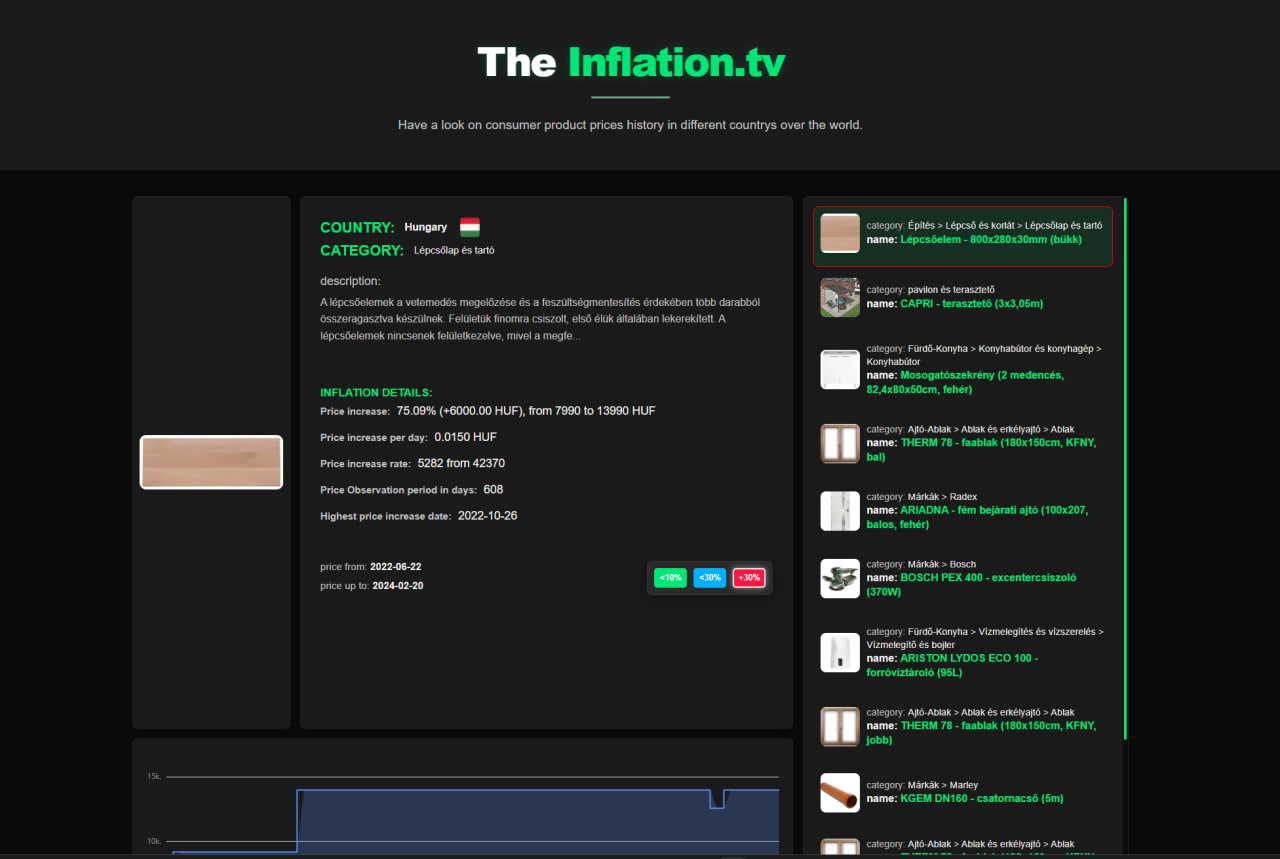 The Inflation.tv
Have a look on consumer product prices history in different countrys over the world.
COUNTRY: Hungary
CATEGORY: Lépcsőlap és tartó
description:
A lépcsőelemek a vetemedés megelőzése és a feszültségmentesítés érdekében több darabból
összeragasztva készülnek. Felületük finomra csiszolt, első élük általában lekerekített. A
lépcsőelemek nincsenek felületkezelve, mivel a megfe...
INFLATION DETAILS:
Price increase: 75.09% (+6000.00 HUF), from 7990 to 13990 HUF
Price increase per day: 0.0150 HUF
Price increase rate: 5282 from 42370
Price Observation period in days: 608
Highest price increase date: 2022-10-26
price from: 2022-06-22
price up to: 2024-02-20
<10% <30% +30%
15k.
10k.
category: Építés > Lépcső és korlát > Lépcsőlap és tartó
name: Lépcsőelem - 800x280x30mm (bükk)
category: pavilon és terasztető
name: CAPRI - terasztető (3x3,05m)
category: Fürdő-Konyha > Konyhabútor és konyhagép >
Konyhabútor
name: Mosogatószekrény (2 medencés,
82,4x80x50cm, fehér)
category: Ajtó-Ablak > Ablak és erkélyajtó > Ablak
name: THERM 78 - faablak (180x150cm, KFNY,
bal)
category: Márkák > Radex
name: ARIADNA - fém bejárati ajtó (100x207,
balos, fehér)
category: Márkák > Bosch
name: BOSCH PEX 400 - excentercsiszoló
(370W)
category: Fürdő-Konyha > Vízmelegítés és vízszerelés >
Vízmelegítő és bojler
name: ARISTON LYDOS ECO 100 -
forróvíztároló (95L)
category: Ajtó-Ablak > Ablak és erkélyajtó > Ablak
name: THERM 78 - faablak (180x150cm, KFNY,
jobb)
category: Márkák > Marley
name: KGEM DN160 - csatornacső (5m)
category: Ajtó-Ablak > Ablak és erkélyajtó > Ablak